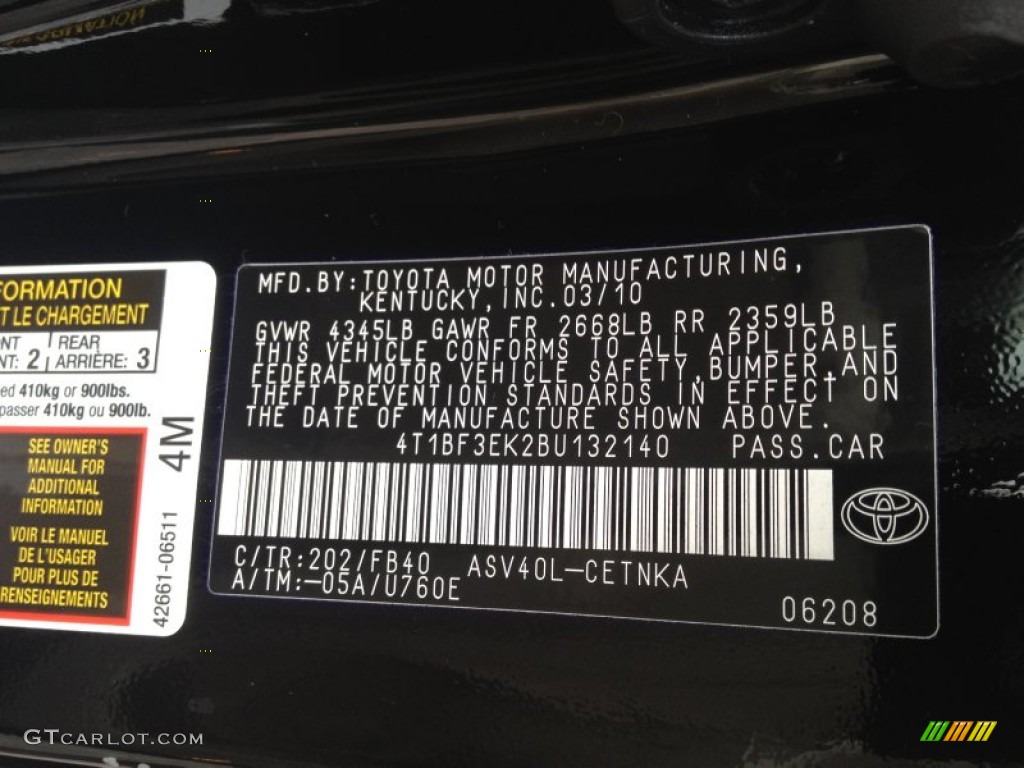 FORMATION
T LE CHARGEMENT
REAR
2 ARRIÈRE: 3
ed 410kg or 900lbs.
passer 410kg ou 900lb.
SEE OWNER'S
MANUAL FOR
ADDITIONAL
INFORMATION
VOIR LE MANUEL
DE L'USAGER
POUR PLUS DE
RENSEIGNEMENTS
4M
42661-06511
MFD.BY:TOYOTA MOTOR MANUFACTURING,
KENTUCKY,INC.03/10
GVWR 4345LB GAWR FR 2668LB RR 2359LB
THIS VEHICLE CONFORMS TO ALL APPLICABLE
FEDERAL MOTOR VEHICLE SAFETY,BUMPER,AND
THEFT PREVENTION STANDARDS IN EFFECT ON
THE DATE OF MANUFACTURE SHOWN ABOVE.
4T1BF3EK2BU132140 PASS.CAR
C/TR:202/FB40 ASV40L-CETNKA
A/TM:-05A/U760E
06208
GTCARLOT.COM